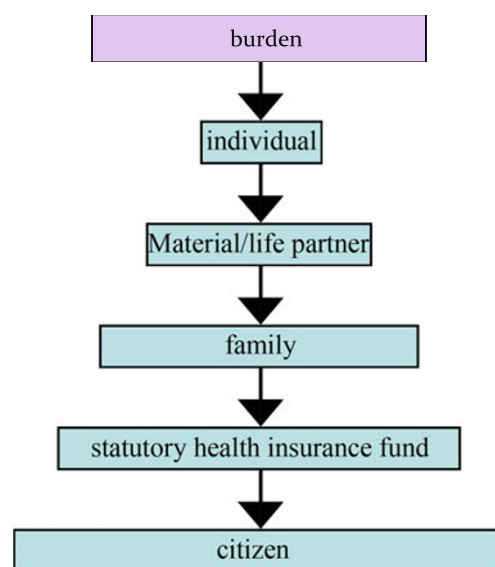 burden
individual
Material/life partner
family
statutory health insurance fund
citizen